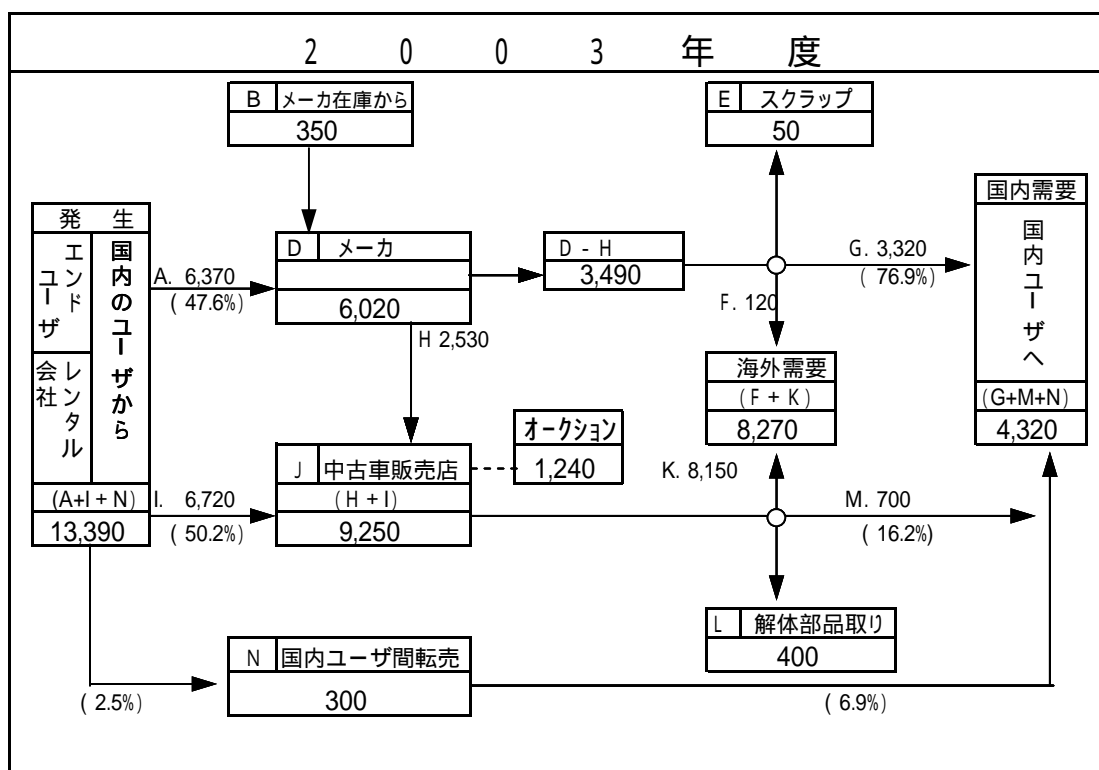 2003年度
B メーカ在庫から
350
E スクラップ
50
国内需要
国内ユーザへ
(G+M+N)
4,320
発 生
エンドユーザ
レンタル会社
国内のユーザから
(A+I + N)
13,390
A. 6,370
( 47.6%)
D メーカ
6,020
D - H
3,490
G. 3,320
(76.9%)
F. 120
H 2,530
海外需要
(F + K)
8,270
オークション
1,240
K. 8,150
I. 6,720
( 50.2%)
J 中古車販売店
(H + I)
9,250
M. 700
(16.2%)
L 解体部品取り
400
N 国内ユーザ間転売
300
( 2.5%)
(6.9%)